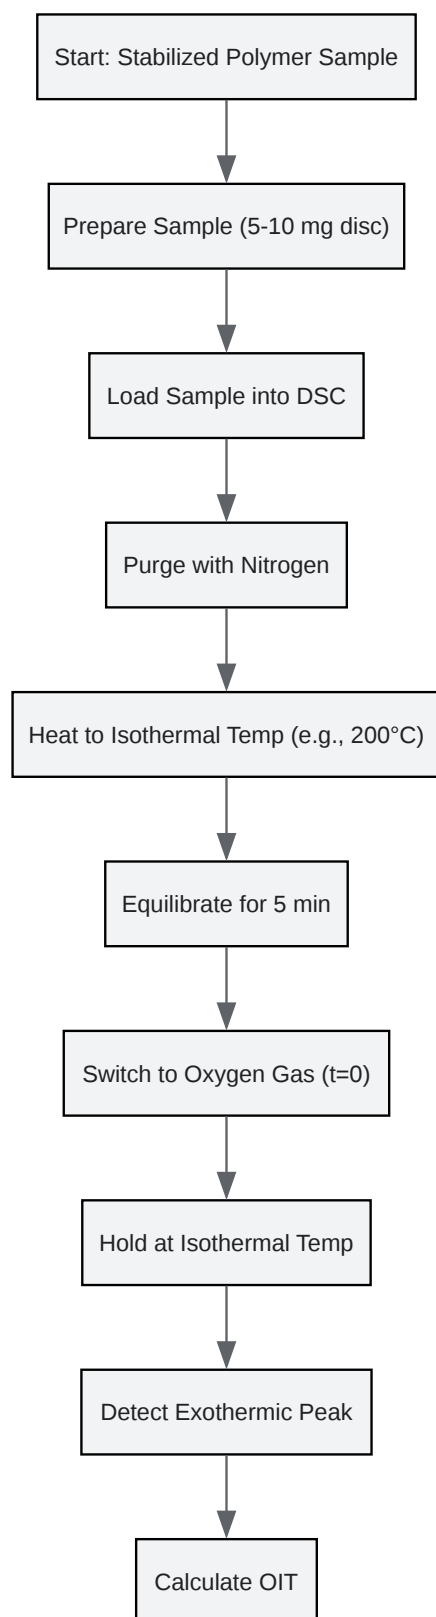 Start: Stabilized Polymer Sample
Prepare Sample (5-10 mg disc)
Load Sample into DSC
Purge with Nitrogen
Heat to Isothermal Temp (e.g., 200°C)
Equilibrate for 5 min
Switch to Oxygen Gas (t=0)
Hold at Isothermal Temp
Detect Exothermic Peak
Calculate OIT